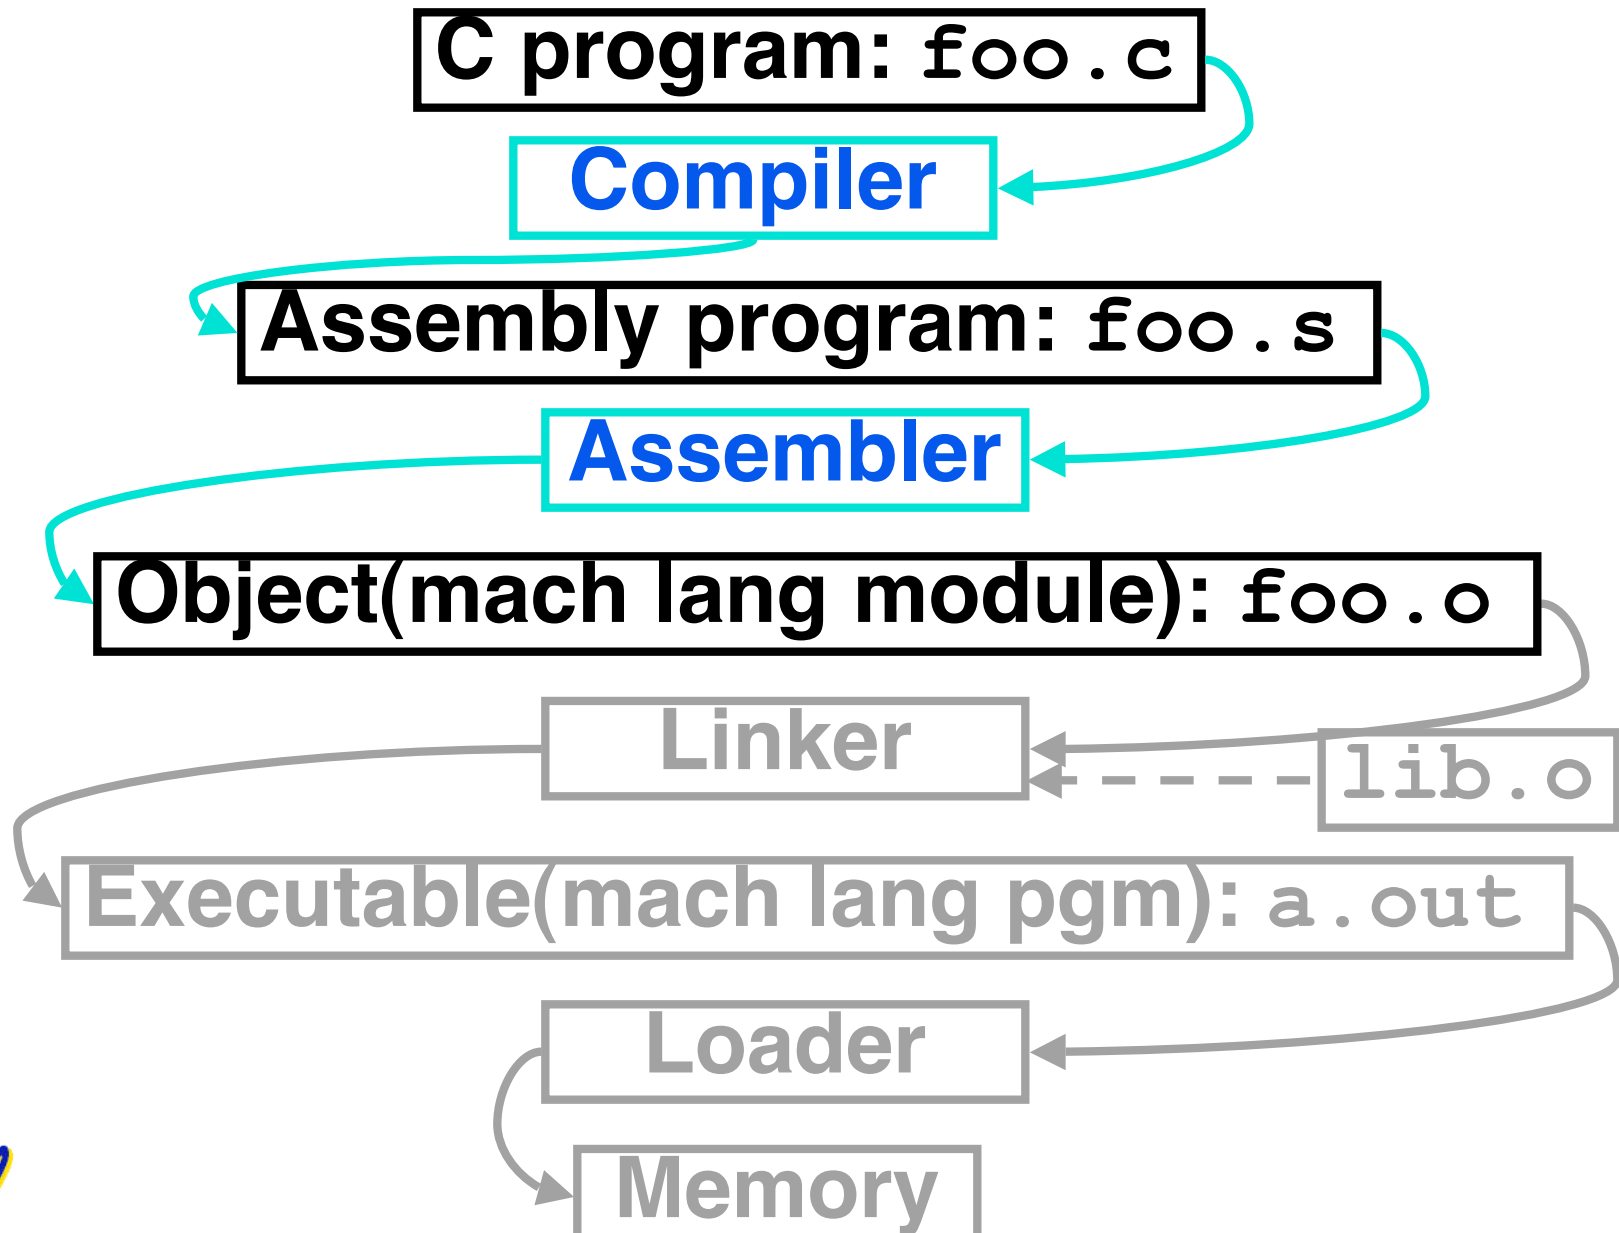 C program: foo.c
Compiler
Assembly program: foo.s
Assembler
Object(mach lang module): foo.o
Linker
lib.o
Executable(mach lang pgm): a.out
Loader
Memory